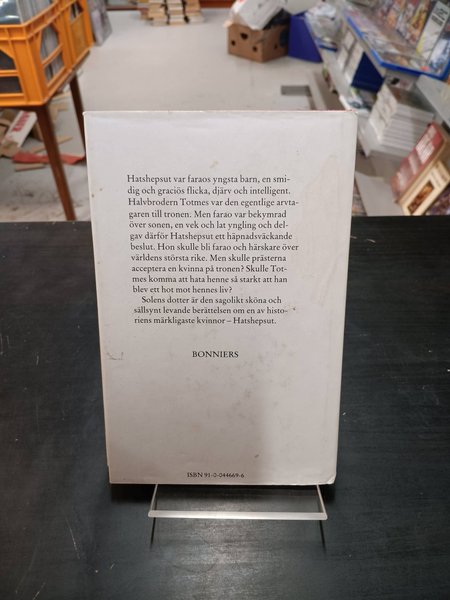 Hatshepsut var faraos yngsta barn, en smi-
dig och graciös flicka, djärv och intelligent.
Halvbrodern Totmes var den egentlige arvta-
garen till tronen. Men farao var bekymrad
över sonen, en vek och lat yngling och del-
gav därför Hatshepsut ett häpnadsväckande
beslut. Hon skulle bli farao och härskare över
världens största rike. Men skulle prästerna
acceptera en kvinna på tronen? Skulle Tot-
mes komma att hata henne så starkt att han
blev ett hot mot hennes liv?
Solens dotter är den sagolikt sköna och
sällsynt levande berättelsen om en av histo-
riens märkligaste kvinnor – Hatshepsut.
BONNIERS
ISBN 91-0-044669-6